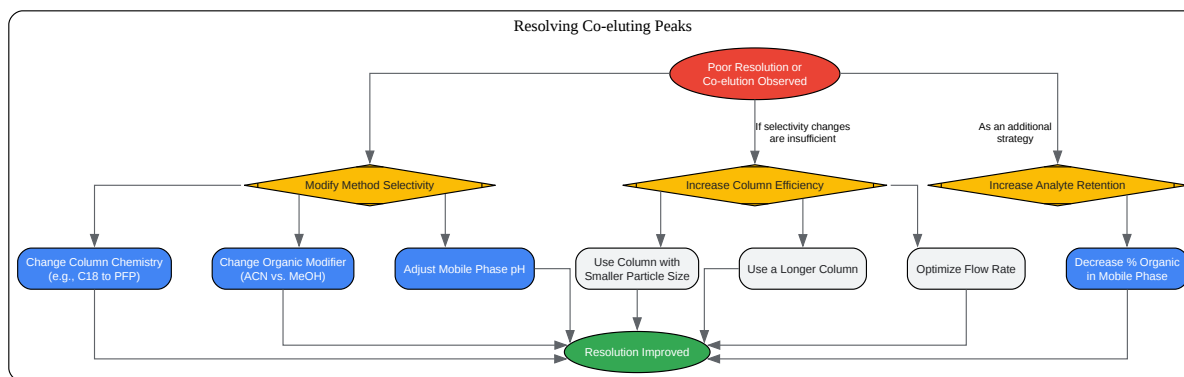 Resolving Co-eluting Peaks
Poor Resolution or
Co-elution Observed
If selectivity changes
are insufficient
As an additional
strategy
Modify Method Selectivity
Increase Column Efficiency
Increase Analyte Retention
Change Column Chemistry
(e.g., C18 to PFP)
Change Organic Modifier
(ACN vs. MeOH)
Adjust Mobile Phase pH
Use Column with
Smaller Particle Size
Use a Longer Column
Optimize Flow Rate
Decrease % Organic
in Mobile Phase
Resolution Improved